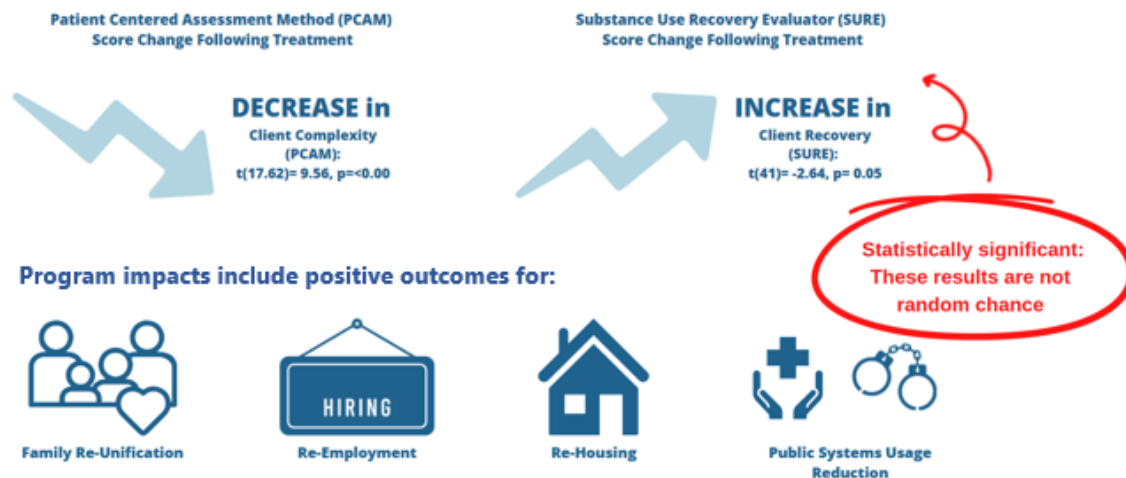 Patient Centered Assessment Method (PCAM)
Score Change Following Treatment
DECREASE in
Client Complexity
(PCAM):
t(17.62)= 9.56, p=<0.00
Substance Use Recovery Evaluator (SURE)
Score Change Following Treatment
INCREASE in
Client Recovery
(SURE):
t(41)= -2.64, p= 0.05
Statistically significant:
These results are not
random chance
Program impacts include positive outcomes for:
Family Re-Unification
HIRING
Re-Employment
Re-Housing
Public Systems Usage
Reduction